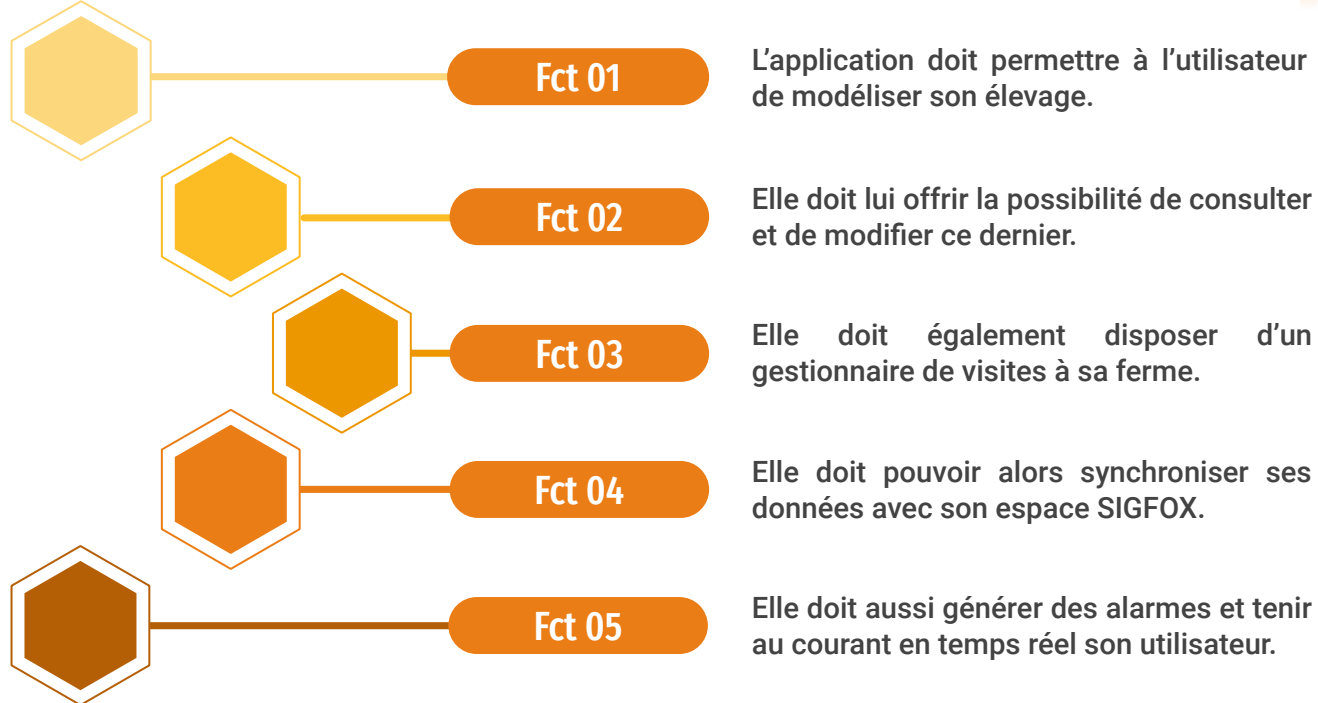 Fct 01
L’application doit permettre à l’utilisateur
de modéliser son élevage.
Fct 02
Elle doit lui offrir la possibilité de consulter
et de modifier ce dernier.
Fct 03
Elle doit également disposer d’un
gestionnaire de visites à sa ferme.
Fct 04
Elle doit pouvoir alors synchroniser ses
données avec son espace SIGFOX.
Fct 05
Elle doit aussi générer des alarmes et tenir
au courant en temps réel son utilisateur.